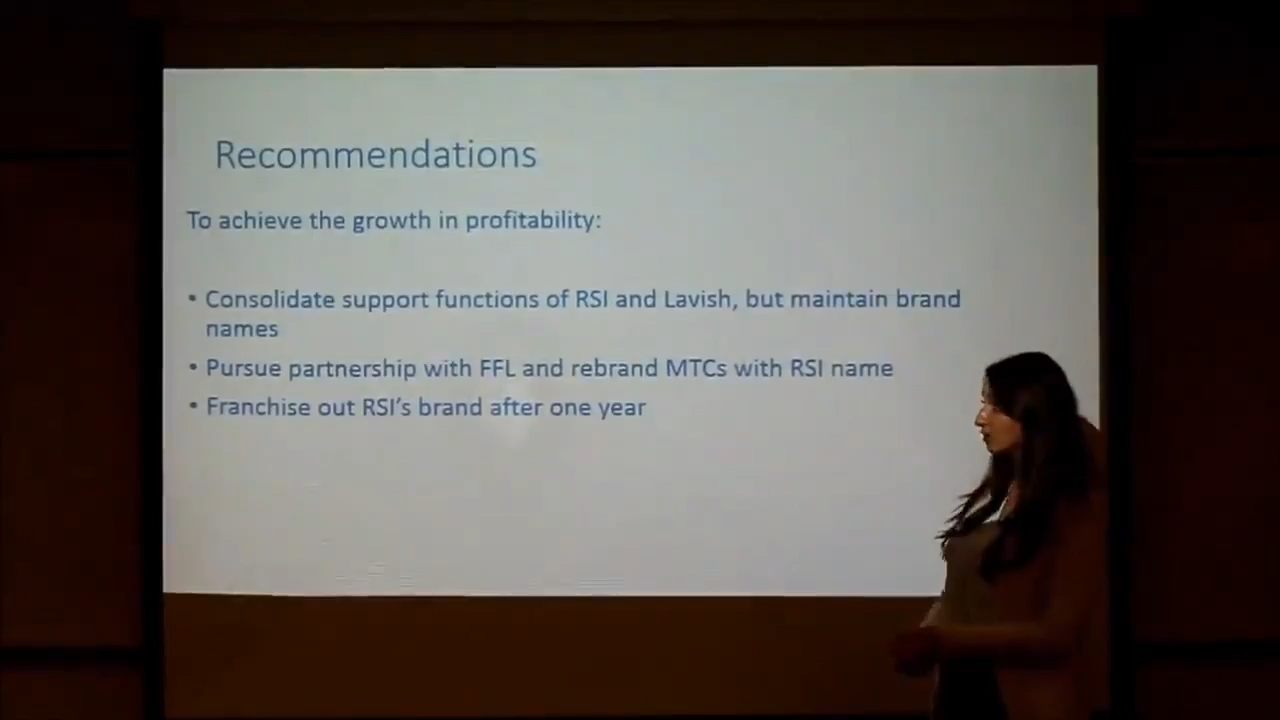 Recommendations
To achieve the growth in profitability:
• Consolidate support functions of RSI and Lavish, but maintain brand
names
• Pursue partnership with FFL and rebrand MTCs with RSI name
• Franchise out RSI’s brand after one year